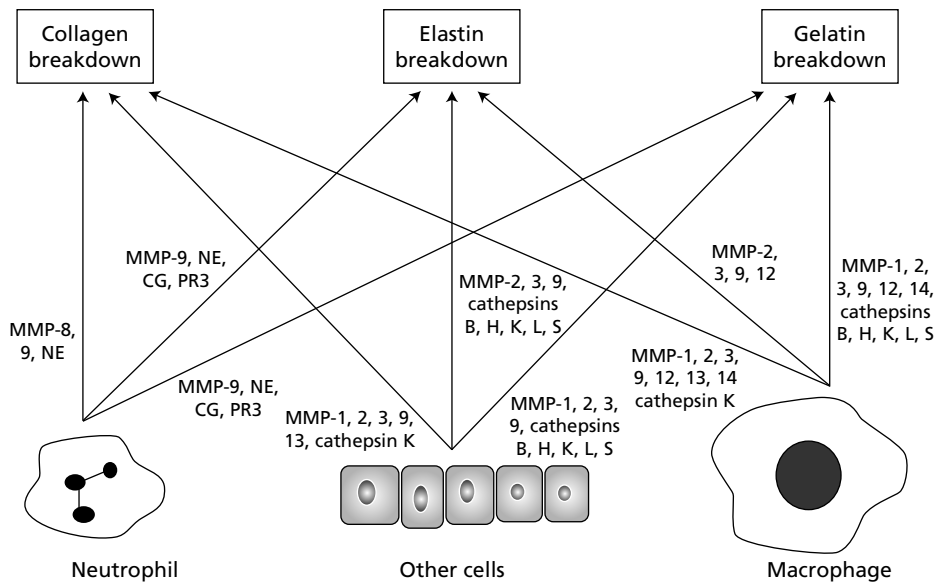 Collagen
breakdown
Elastin
breakdown
Gelatin
breakdown
MMP-9, NE,
CG, PR3
MMP-2,
3, 9, 12
MMP-2, 3, 9,
cathepsins
B, H, K, L, S
MMP-1, 2,
3, 9, 12, 14,
cathepsins
B, H, K, L, S
MMP-8,
9, NE
MMP-1, 2, 3,
9, 12, 13, 14
cathepsin K
MMP-9, NE,
CG, PR3
MMP-1, 2, 3, 9,
13, cathepsin K
MMP-1, 2, 3,
9, cathepsins
B, H, K, L, S
Neutrophil
Other cells
Macrophage